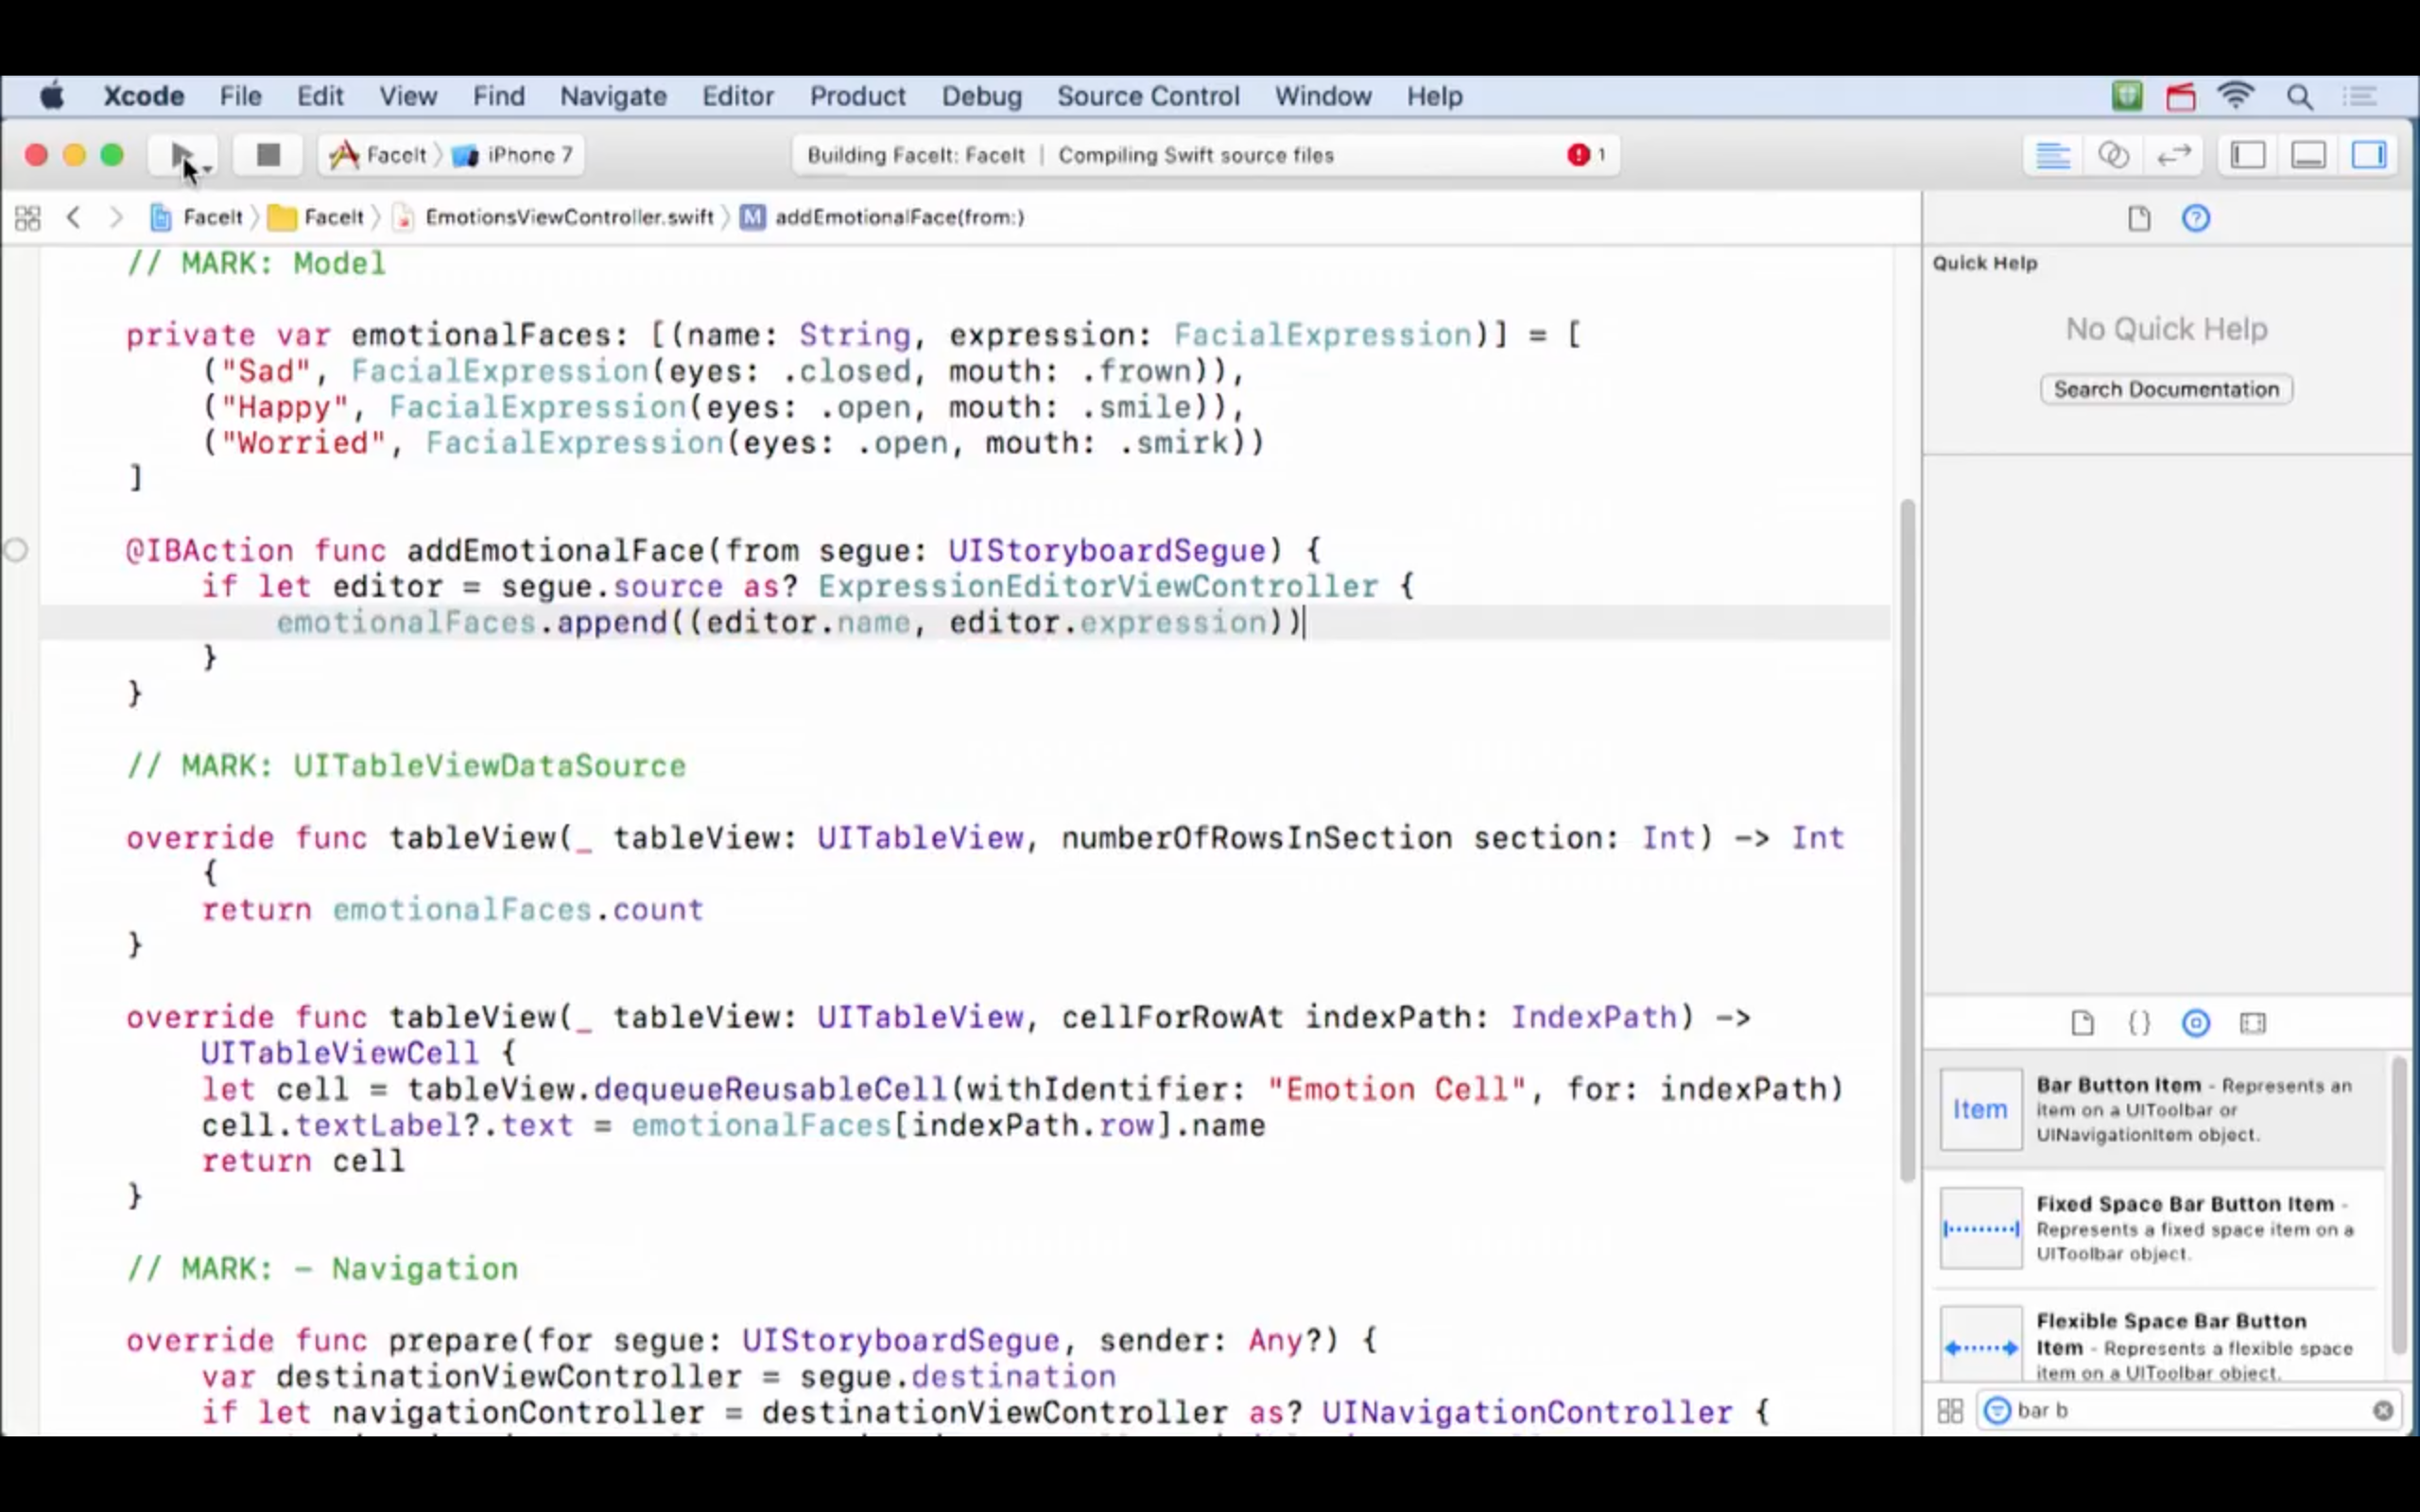 Xcode File Edit View Find Navigate Editor Product Debug Source Control Window Help
FaceIt iPhone 7 Building FaceIt: FaceIt | Compiling Swift source files 1
FaceIt FaceIt EmotionsViewController.swift M addEmotionalFace(from:)
// MARK: Model
private var emotionalFaces: [(name: String, expression: FacialExpression)] = [
("Sad", FacialExpression(eyes: .closed, mouth: .frown)),
("Happy", FacialExpression(eyes: .open, mouth: .smile)),
("Worried", FacialExpression(eyes: .open, mouth: .smirk))
]
@IBAction func addEmotionalFace(from segue: UIStoryboardSegue) {
if let editor = segue.source as? ExpressionEditorViewController {
emotionalFaces.append((editor.name, editor.expression))
}
}
// MARK: UITableViewDataSource
override func tableView(_ tableView: UITableView, numberOfRowsInSection section: Int) -> Int
{
return emotionalFaces.count
}
override func tableView(_ tableView: UITableView, cellForRowAt indexPath: IndexPath) ->
UITableViewCell {
let cell = tableView.dequeueReusableCell(withIdentifier: "Emotion Cell", for: indexPath)
cell.textLabel?.text = emotionalFaces[indexPath.row].name
return cell
}
// MARK: - Navigation
override func prepare(for segue: UIStoryboardSegue, sender: Any?) {
var destinationViewController = segue.destination
if let navigationController = destinationViewController as? UINavigationController {
Quick Help
No Quick Help
Search Documentation
{ }
Item
Bar Button Item - Represents an
item on a UIToolbar or
UINavigationItem object.
Fixed Space Bar Button Item -
Represents a fixed space item on a
UIToolbar object.
Flexible Space Bar Button
Item - Represents a flexible space
item on a UIToolbar object.
bar b